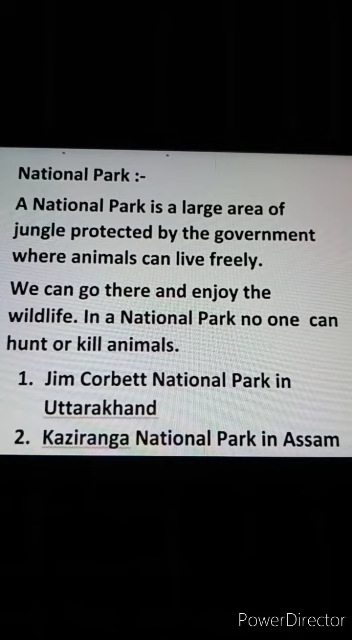 National Park :-
A National Park is a large area of
jungle protected by the government
where animals can live freely.
We can go there and enjoy the
wildlife. In a National Park no one can
hunt or kill animals.
1. Jim Corbett National Park in
Uttarakhand
2. Kaziranga National Park in Assam
PowerDirector